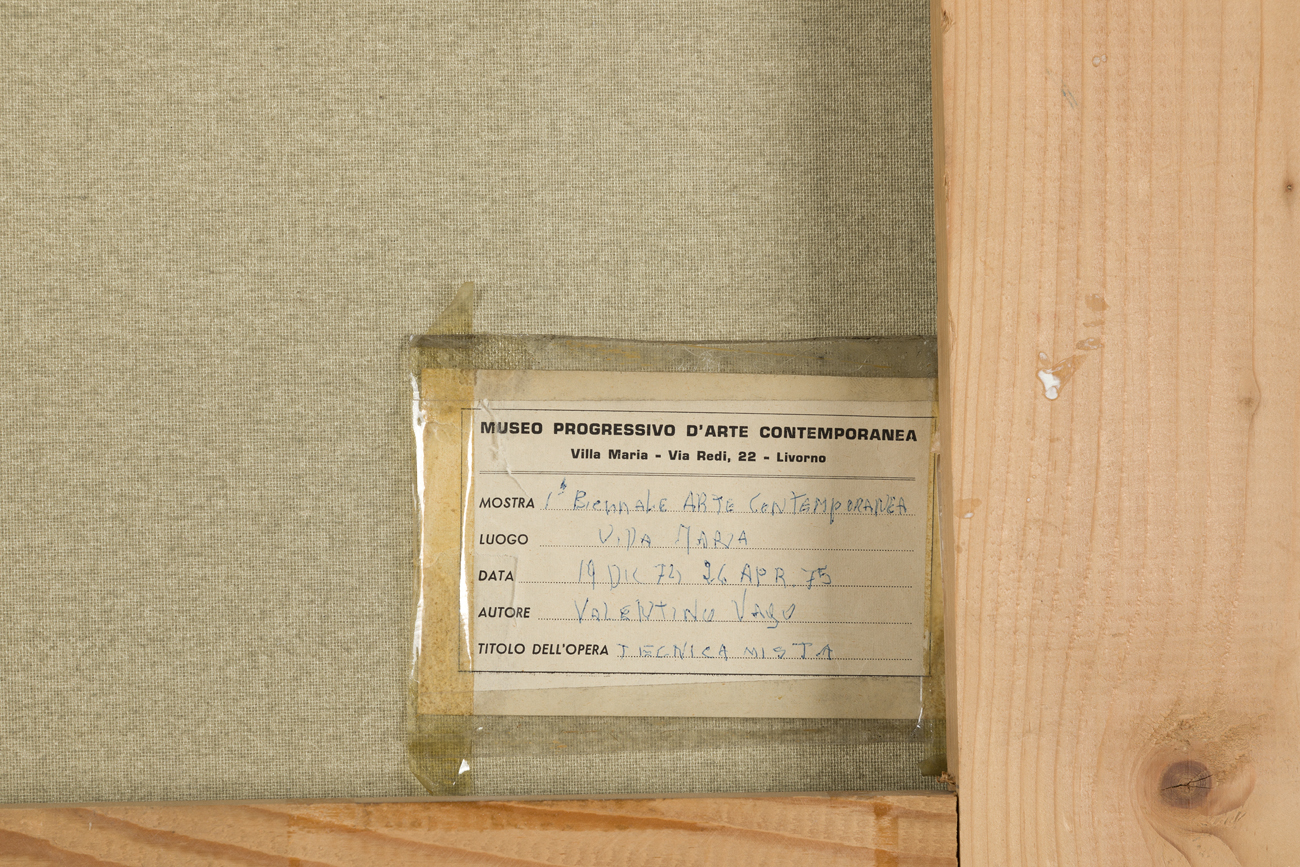 MUSEO PROGRESSIVO D'ARTE CONTEMPORANEA
Villa Maria - Via Redi, 22 - Livorno
MOSTRA 1ª Biennale ARTE CONTEMPORANEA
LUOGO Villa MARIA
DATA 19 DIC 74 26 APR 75
AUTORE VALENTINO VAGO
TITOLO DELL'OPERA TECNICA MISTA